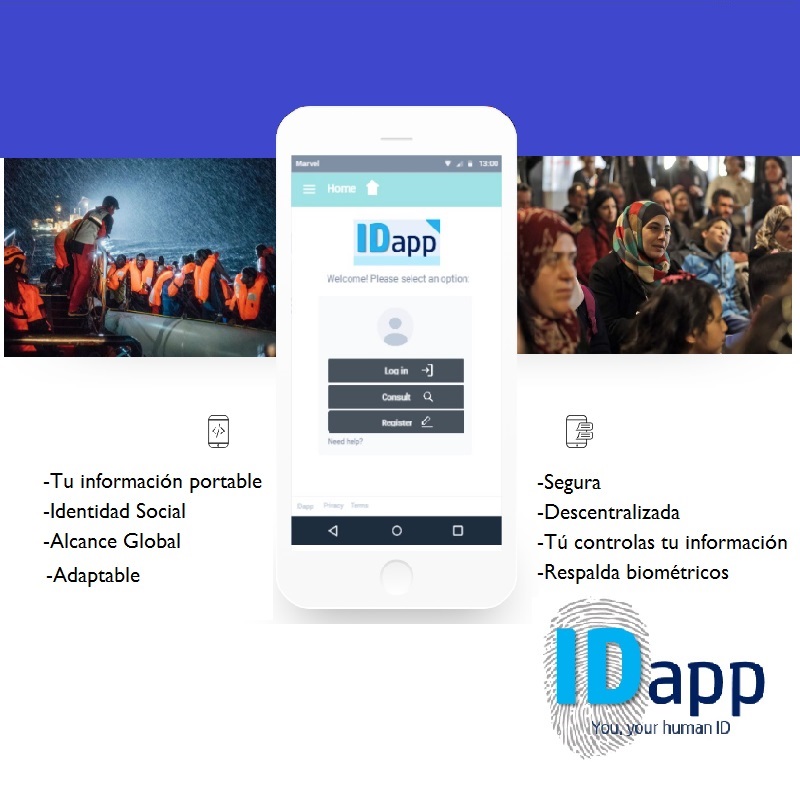 Marvel 13:06
Home
IDapp
Welcome! Please select an option:
Log in
Consult
Register
Need help?
Dapp Privacy Terms
-Tu información portable
-Identidad Social
-Alcance Global
-Adaptable
-Segura
-Descentralizada
-Tú controlas tu información
-Respalda biométricos
IDapp
You, your human ID